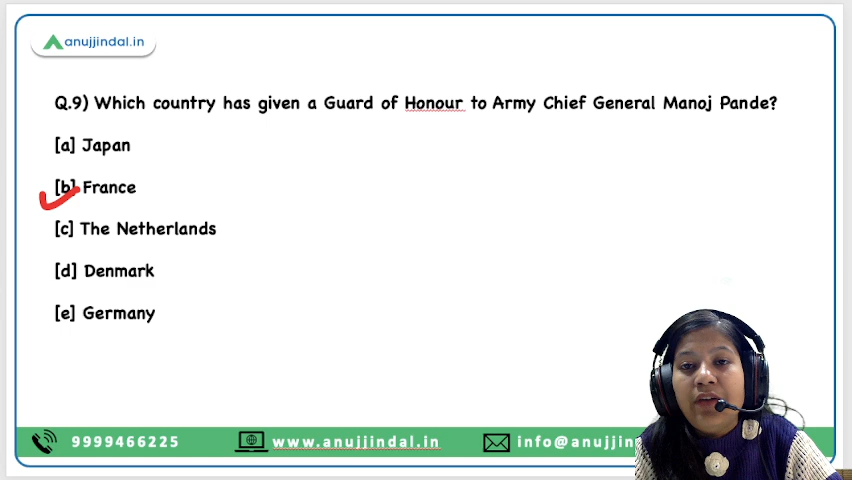 anujjindal.in
Q.9) Which country has given a Guard of Honour to Army Chief General Manoj Pande?
[a] Japan
[b] France
[c] The Netherlands
[d] Denmark
[e] Germany
9999466225 www.anujjindal.in info@anujjin